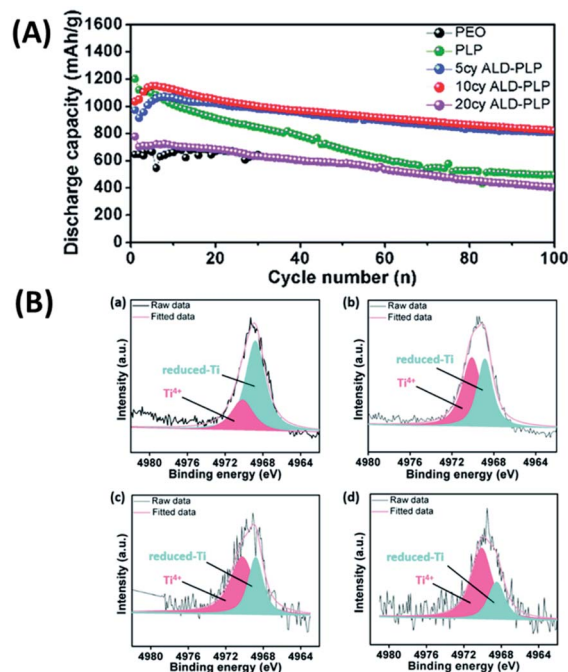 (A)
Discharge capacity (mAh/g)
1600
1400
1200
1000
800
600
400
200
0
PEO
PLP
5cy ALD-PLP
10cy ALD-PLP
20cy ALD-PLP
0 20 40 60 80 100
Cycle number (n)
(B)
(a)
Raw data
Fitted data
reduced-Ti
Ti⁴⁺
Intensity (a.u.)
4980 4976 4972 4968 4964
Binding energy (eV)
(b)
Raw data
Fitted data
reduced-Ti
Ti⁴⁺
Intensity (a.u.)
4980 4976 4972 4968 4964
Binding energy (eV)
(c)
Raw data
Fitted data
reduced-Ti
Ti⁴⁺
Intensity (a.u.)
4980 4976 4972 4968 4964
Binding energy (eV)
(d)
Raw data
Fitted data
reduced-Ti
Ti⁴⁺
Intensity (a.u.)
4980 4976 4972 4968 4964
Binding energy (eV)